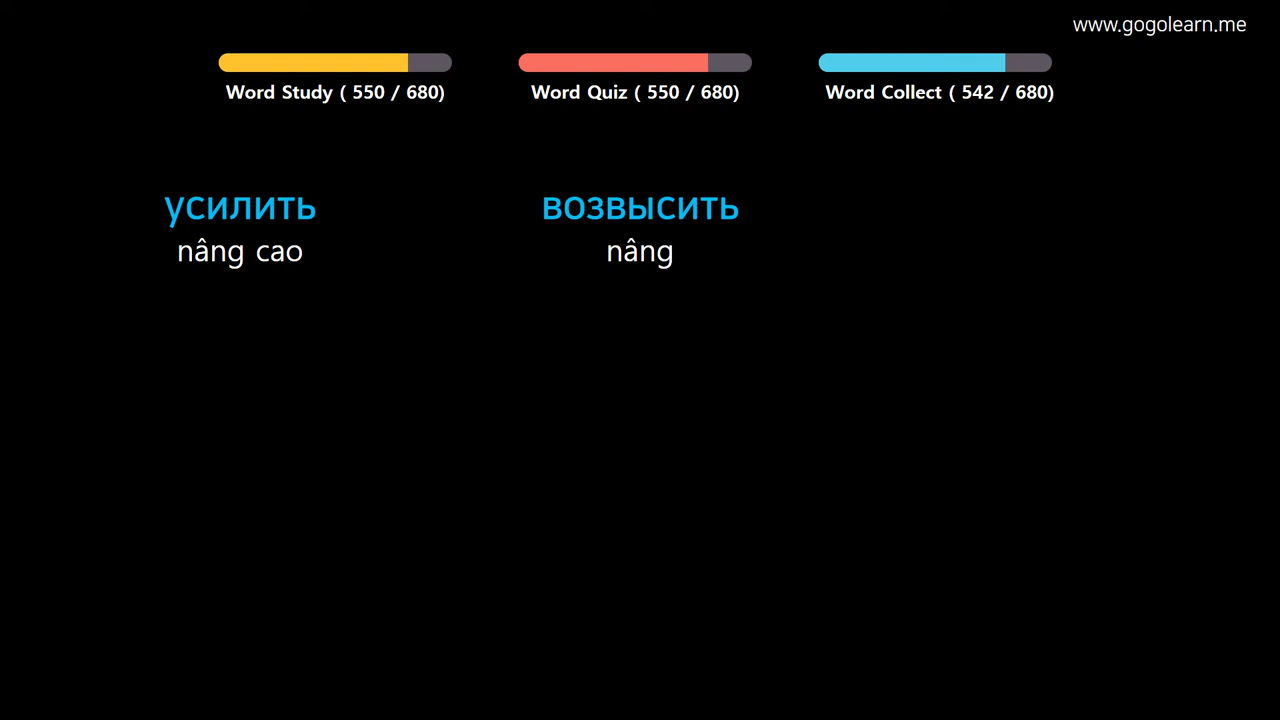 www.gogolearn.me
Word Study ( 550 / 680)
Word Quiz ( 550 / 680)
Word Collect ( 542 / 680)
усилить
nâng cao
возвысить
nâng